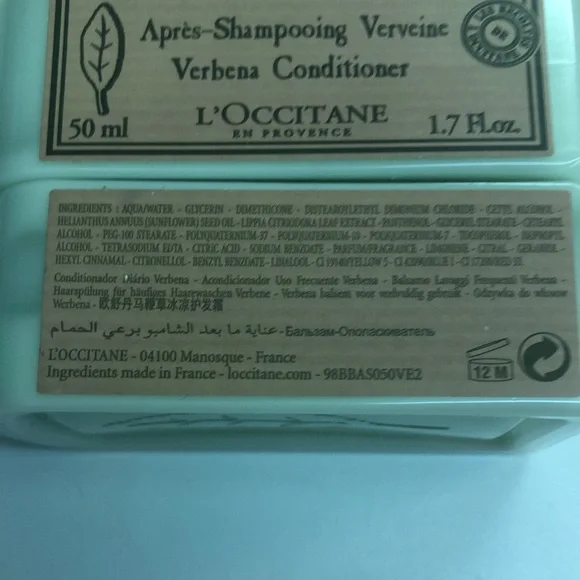 Après-Shampooing Verveine
Verbena Conditioner
L'OCCITANE
EN PROVENCE
50 ml
1.7 Fl.oz.
INGREDIENTS : AQUA/WATER - GLYCERIN - DIMETHICONE - DISTEAROYLETHYL DIMONIUM CHLORIDE - CETYL ALCOHOL -
HELIANTHUS ANNUUS (SUNFLOWER) SEED OIL - LIPPIA CITRIODORA LEAF EXTRACT - PANTHENOL - GLYCERYL STEARATE - CETEARYL
ALCOHOL - PEG-100 STEARATE - POLYQUATERNIUM-37 - POLYQUATERNIUM-10 - POLYQUATERNIUM-7 - TOCOPHEROL - ISOPROPYL
ALCOHOL - TETRASODIUM EDTA - CITRIC ACID - SODIUM BENZOATE - PARFUM/FRAGRANCE - LIMONENE - CITRAL - GERANIOL -
HEXYL CINNAMAL - CITRONELLOL - BENZYL BENZOATE - LINALOOL - CI 19140/YELLOW 5 - CI 42090/BLUE 1 - CI
Condicionador Diário Verbena - Acondicionador Uso Frecuente Verbena - Balsamo Lavaggi Frequenti Verbena -
Haarspülung für häufiges Haarewaschen Verbene - Verbena balsem voor veelvuldig gebruik - Odżywka do włosów
Verbena - 欧舒丹马鞭草冰凉护发霜
عناية ما بعد الشامبو برعي الحمام - Бальзам-Ополаскиватель
L'OCCITANE - 04100 Manosque - France
Ingredients made in France - loccitane.com - 98BBAS050VE2
12 M